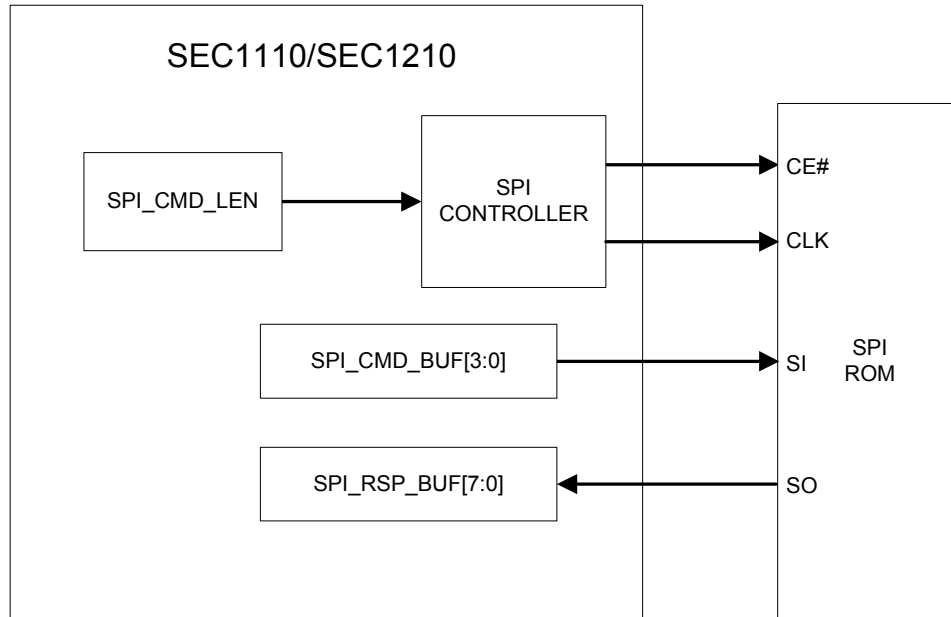 SEC1110/SEC1210
SPI_CMD_LEN
SPI
CONTROLLER
CE#
CLK
SPI_CMD_BUF[3:0]
SI
SPI
ROM
SPI_RSP_BUF[7:0]
SO